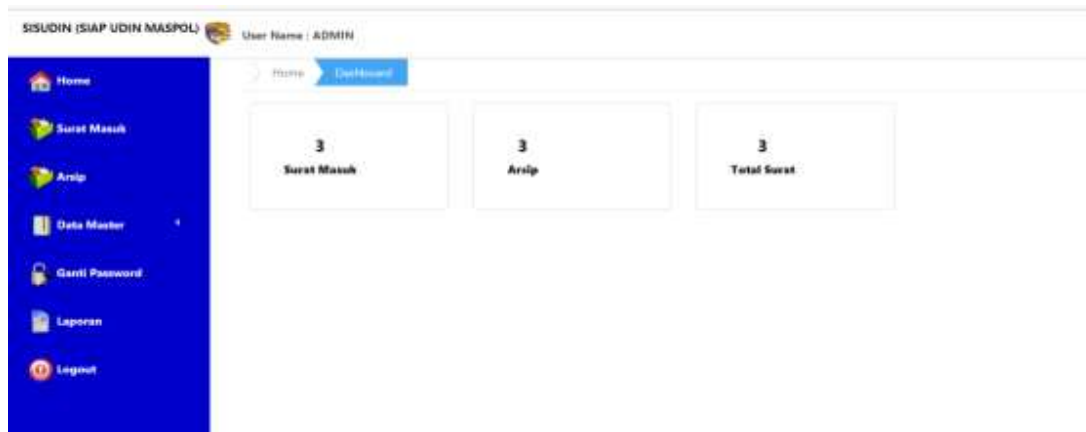 SISUDIN (SIAP UDIN MASPOL)
User Name : ADMIN
Home
Surat Masuk
Arsip
Data Master
Ganti Password
Laporan
Logout
Home
Dashboard
3
Surat Masuk
3
Arsip
3
Total Surat